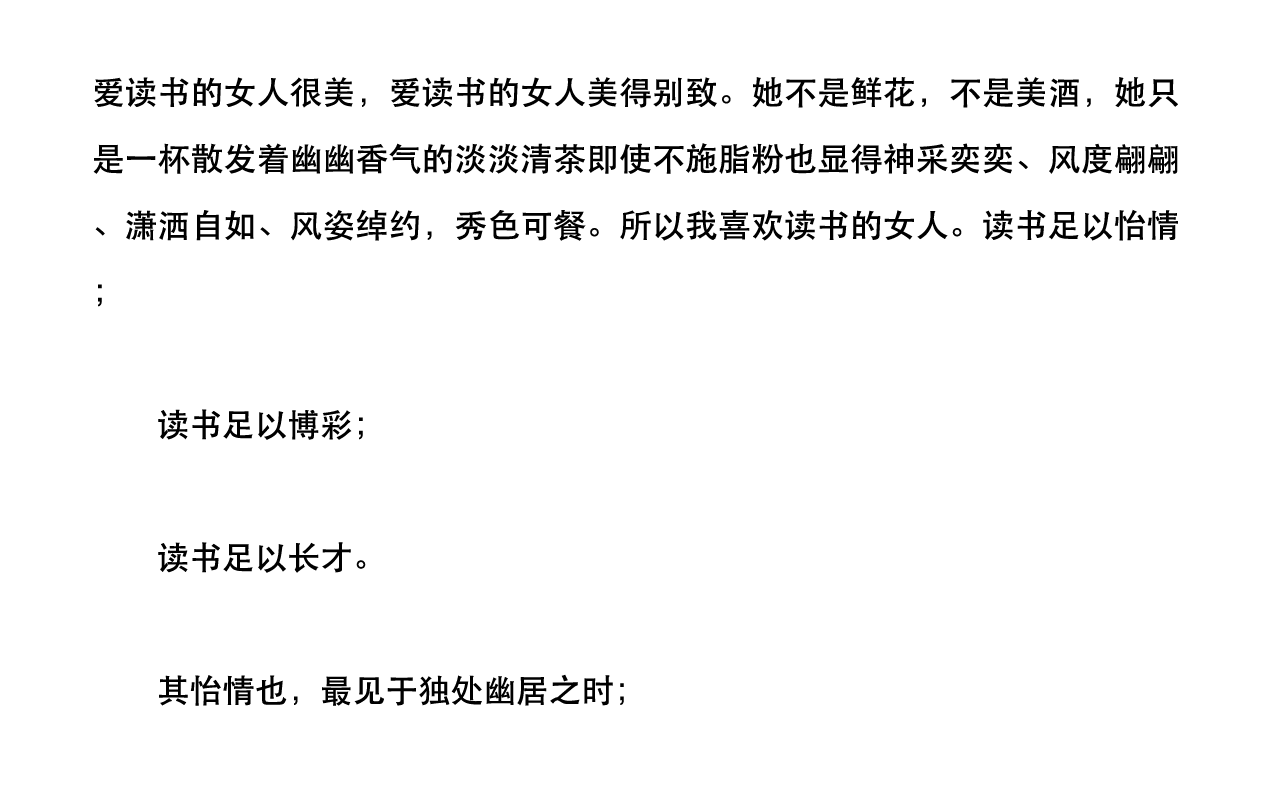 爱读书的女人很美，爱读书的女人美得别致。她不是鲜花，不是美酒，她只
是一杯散发着幽幽香气的淡淡清茶即使不施脂粉也显得神采奕奕、风度翩翩
、潇洒自如、风姿绰约，秀色可餐。所以我喜欢读书的女人。读书足以怡情
；
读书足以博彩；
读书足以长才。
其怡情也，最见于独处幽居之时；